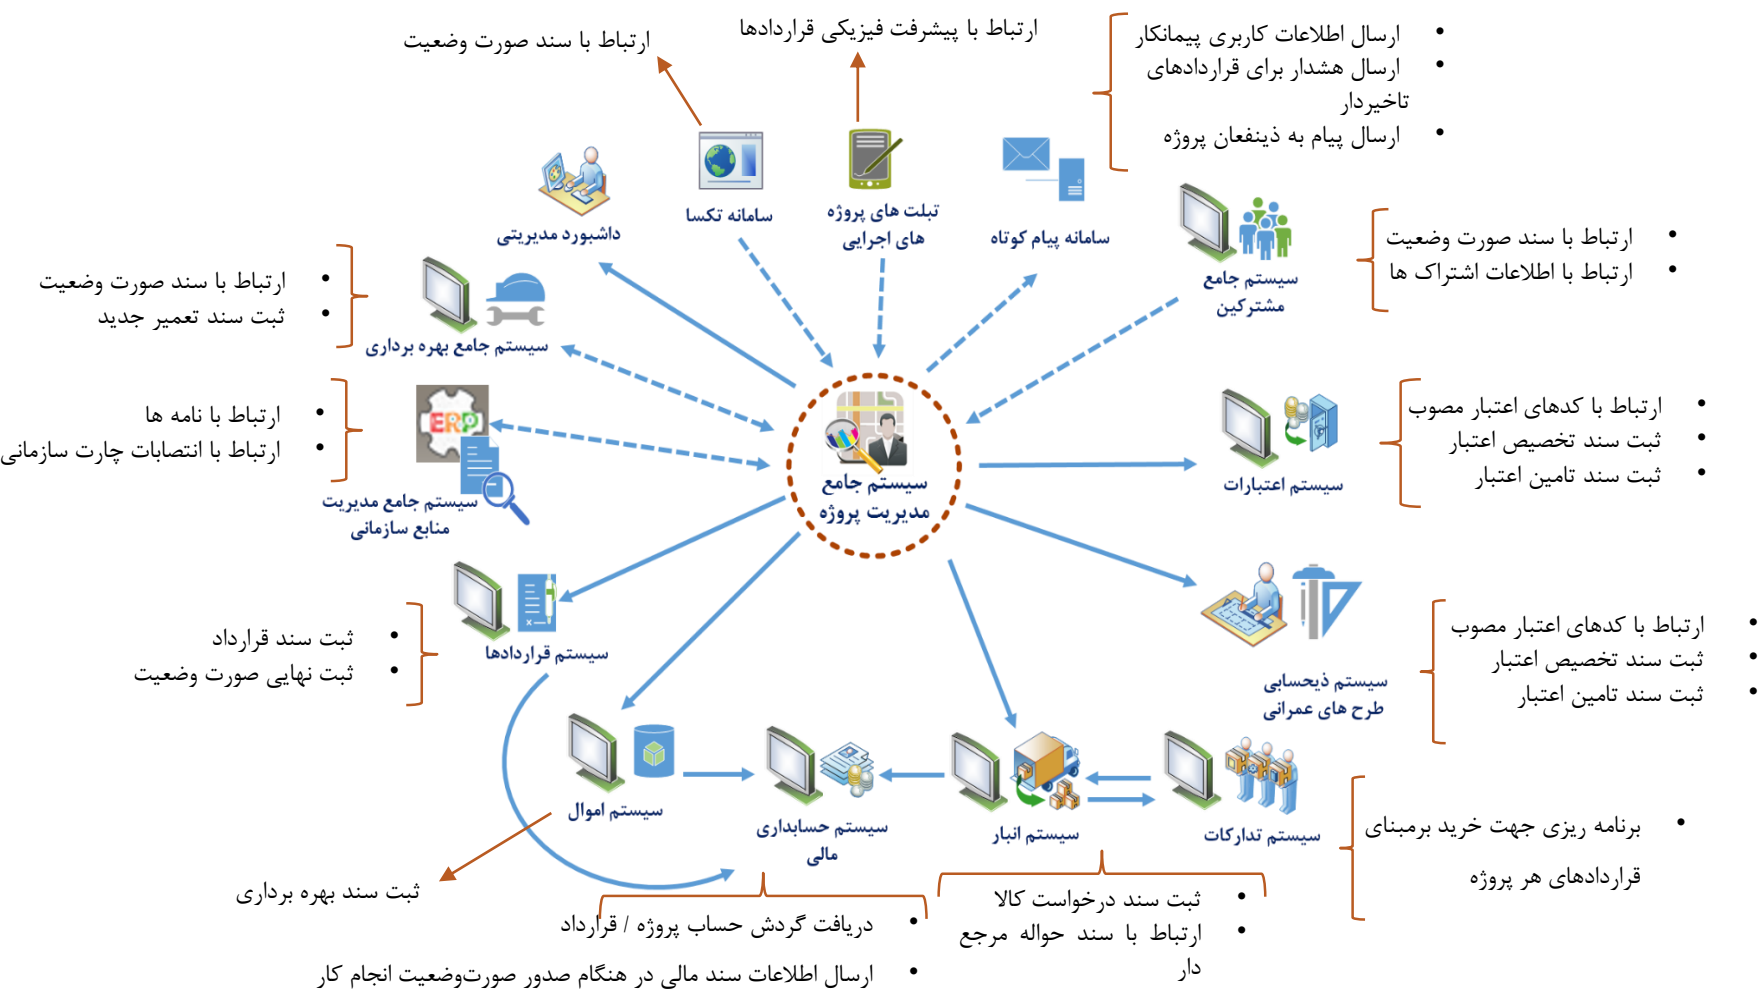 ارسال اطلاعات کاربری پیمانکار
ارسال هشدار برای قراردادهای
تاخیردار
ارسال پیام به ذینفعان پروژه
ارتباط با پیشرفت فیزیکی قراردادها
ارتباط با سند صورت وضعیت
سامانه پیام کوتاه
تبلت های پروژه
های اجرایی
سامانه تکسا
داشبورد مدیریتی
ارتباط با سند صورت وضعیت
ارتباط با اطلاعات اشتراک ها
سیستم جامع
مشترکین
ارتباط با سند صورت وضعیت
ثبت سند تعمیر جدید
سیستم جامع بهره برداری
ارتباط با کدهای اعتبار مصوب
ثبت سند تخصیص اعتبار
ثبت سند تامین اعتبار
سیستم اعتبارات
سیستم جامع
مدیریت پروژه
ERP
ارتباط با نامه ها
ارتباط با انتصابات چارت سازمانی
سیستم جامع مدیریت
منابع سازمانی
ارتباط با کدهای اعتبار مصوب
ثبت سند تخصیص اعتبار
ثبت سند تامین اعتبار
سیستم ذیحسابی
طرح های عمرانی
ثبت سند قرارداد
ثبت نهایی صورت وضعیت
سیستم قراردادها
برنامه ریزی جهت خرید برمبنای
قراردادهای هر پروژه
سیستم تدارکات
سیستم انبار
سیستم حسابداری
مالی
سیستم اموال
ثبت سند درخواست کالا
ارتباط با سند حواله مرجع
دار
دریافت گردش حساب پروژه / قرارداد
ارسال اطلاعات سند مالی در هنگام صدور صورت‌وضعیت انجام کار
ثبت سند بهره برداری